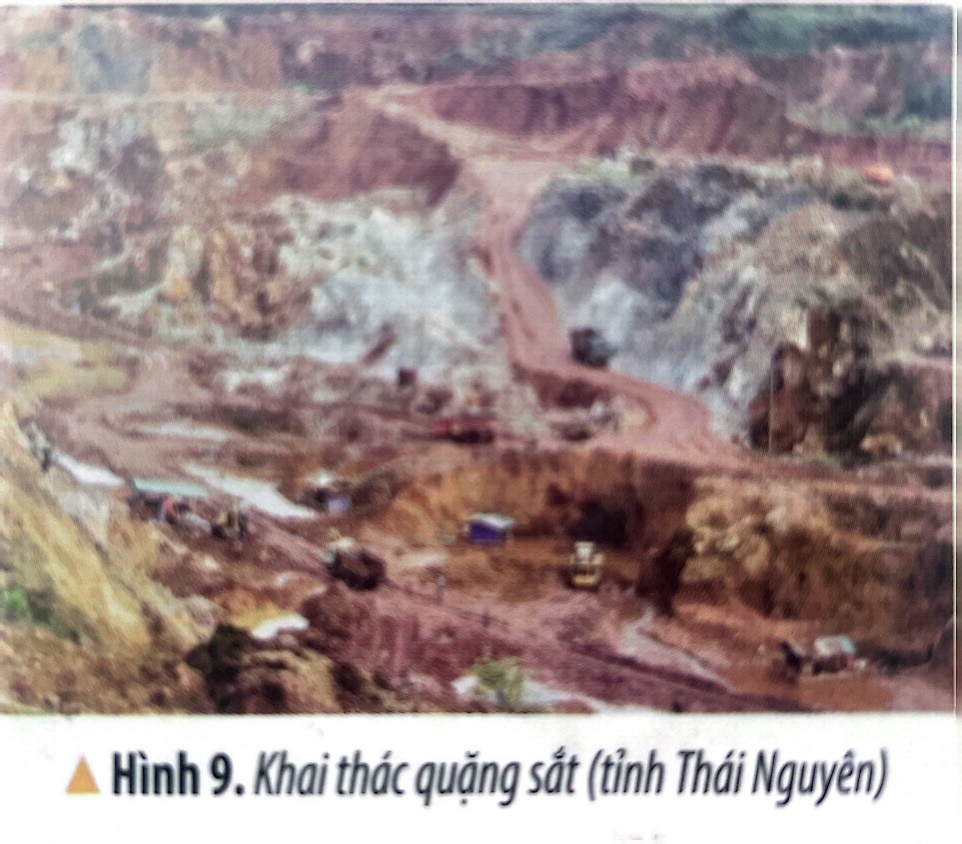 ▲ Hình 9. Khai thác quặng sắt (tỉnh Thái Nguyên)